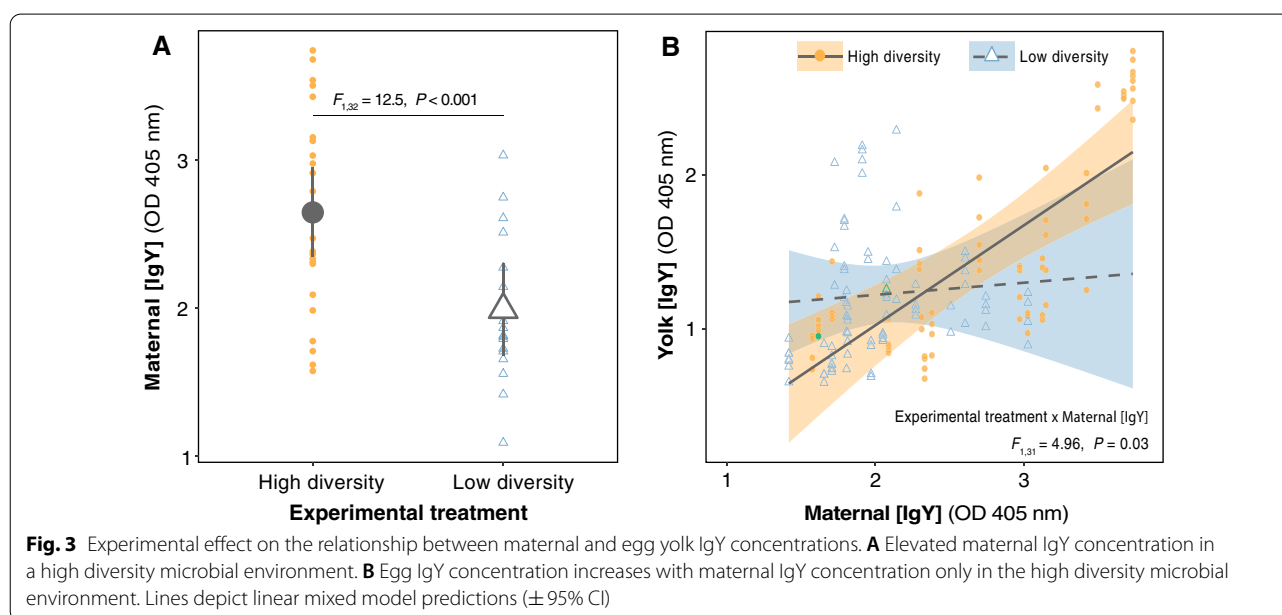 A
B
High diversity
Low diversity
F1,32 = 12.5, P < 0.001
Maternal [IgY] (OD 405 nm)
3
2
1
High diversity
Low diversity
Experimental treatment
Yolk [IgY] (OD 405 nm)
2
1
Experimental treatment x Maternal [IgY]
F1,31 = 4.96, P = 0.03
1
2
3
Maternal [IgY] (OD 405 nm)
Fig. 3 Experimental effect on the relationship between maternal and egg yolk IgY concentrations. A Elevated maternal IgY concentration in
a high diversity microbial environment. B Egg IgY concentration increases with maternal IgY concentration only in the high diversity microbial
environment. Lines depict linear mixed model predictions (± 95% CI)